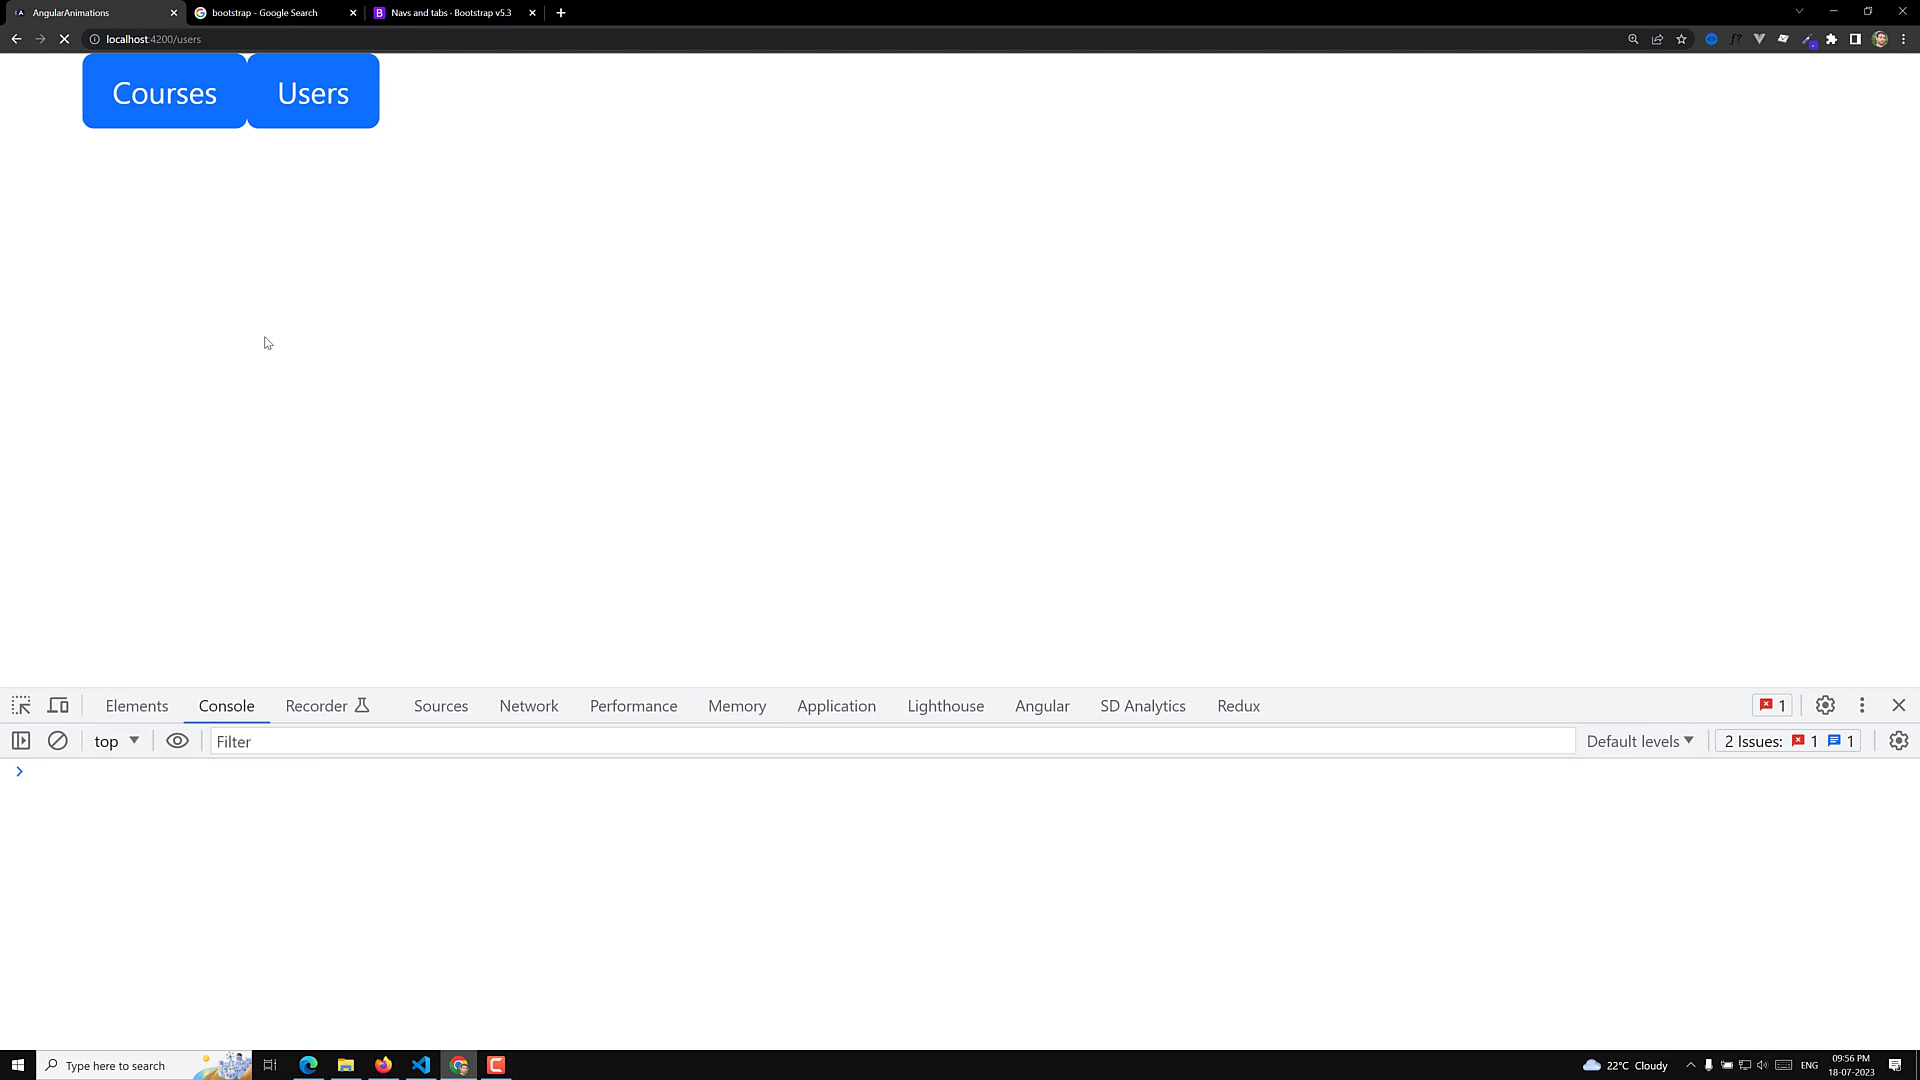 AngularAnimations
bootstrap - Google Search
Navs and tabs · Bootstrap v5.3
localhost:4200/users
Courses
Users
Elements
Console
Recorder
Sources
Network
Performance
Memory
Application
Lighthouse
Angular
SD Analytics
Redux
1
top
Filter
Default levels
2 Issues: 1 1
Type here to search
22°C Cloudy
ENG
09:56 PM
18-07-2023